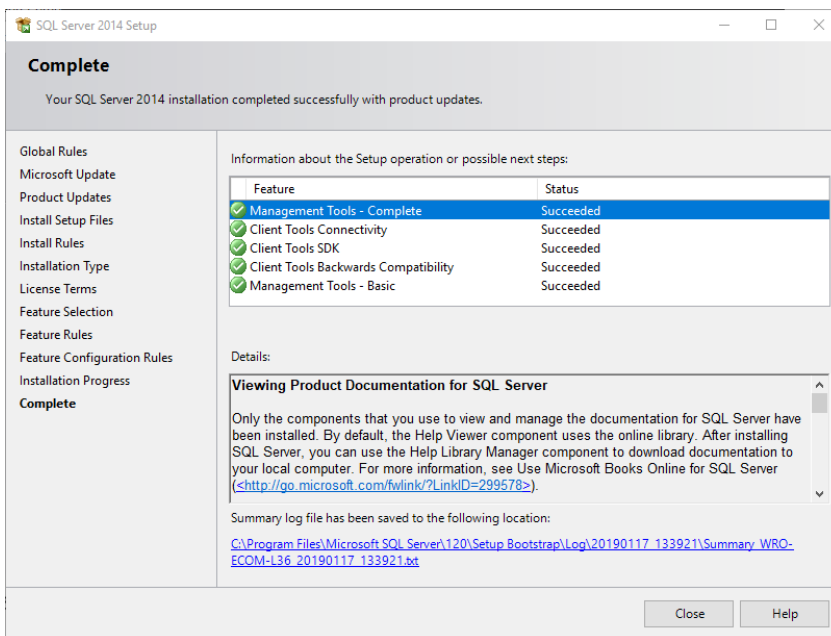 SQL Server 2014 Setup
Complete
Your SQL Server 2014 installation completed successfully with product updates.
Global Rules
Microsoft Update
Product Updates
Install Setup Files
Install Rules
Installation Type
License Terms
Feature Selection
Feature Rules
Feature Configuration Rules
Installation Progress
Complete
Information about the Setup operation or possible next steps:
Feature Status
Management Tools - Complete Succeeded
Client Tools Connectivity Succeeded
Client Tools SDK Succeeded
Client Tools Backwards Compatibility Succeeded
Management Tools - Basic Succeeded
Details:
Viewing Product Documentation for SQL Server
Only the components that you use to view and manage the documentation for SQL Server have
been installed. By default, the Help Viewer component uses the online library. After installing
SQL Server, you can use the Help Library Manager component to download documentation to
your local computer. For more information, see Use Microsoft Books Online for SQL Server
(<http://go.microsoft.com/fwlink/?LinkID=299578>).
Summary log file has been saved to the following location:
C:\Program Files\Microsoft SQL Server\120\Setup Bootstrap\Log\20190117_133921\Summary_WRO-
ECOM-L36_20190117_133921.txt
Close Help